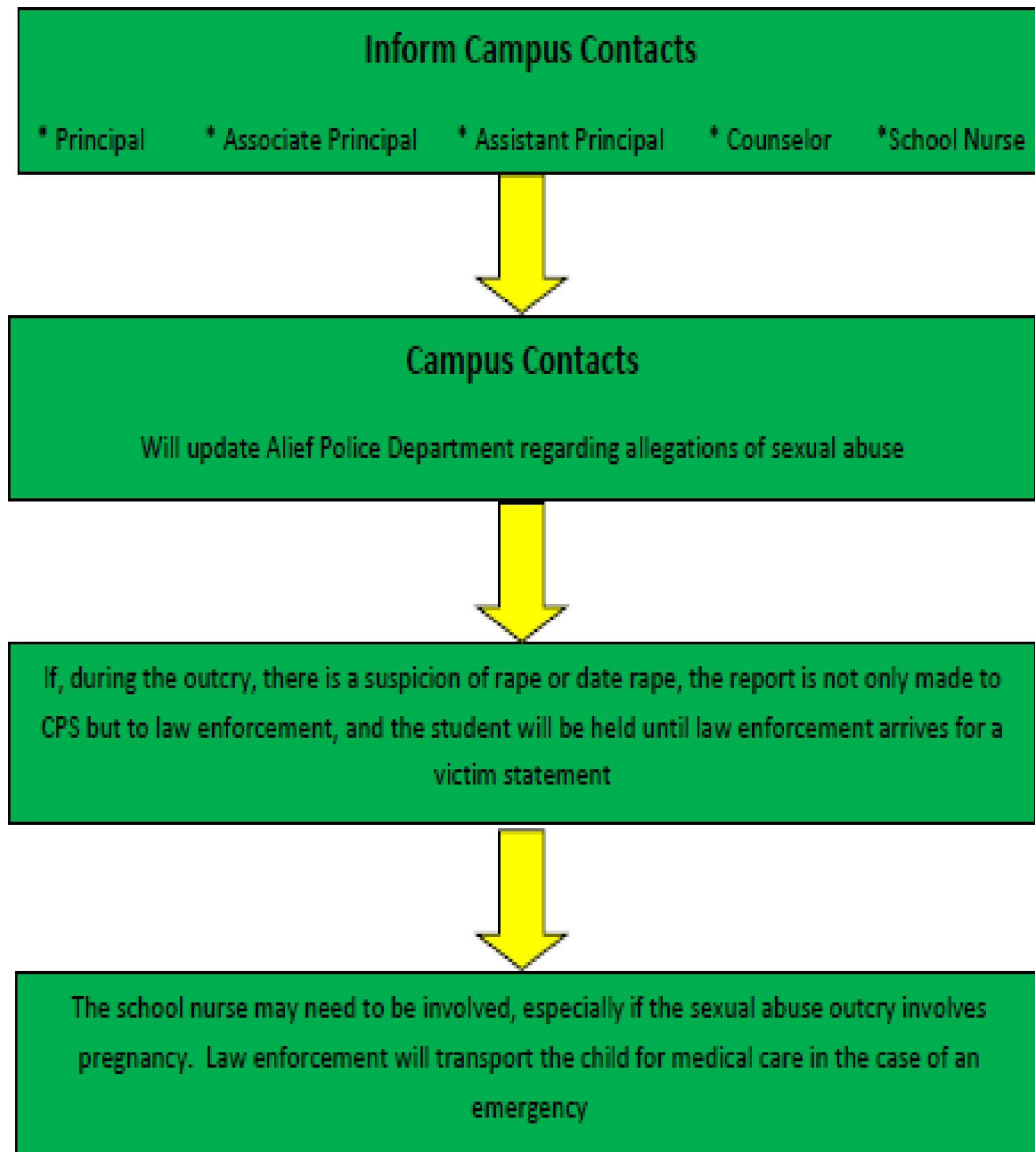 Inform Campus Contacts
* Principal * Associate Principal * Assistant Principal * Counselor *School Nurse
Campus Contacts
Will update Alief Police Department regarding allegations of sexual abuse
If, during the outcry, there is a suspicion of rape or date rape, the report is not only made to
CPS but to law enforcement, and the student will be held until law enforcement arrives for a
victim statement
The school nurse may need to be involved, especially if the sexual abuse outcry involves
pregnancy. Law enforcement will transport the child for medical care in the case of an
emergency